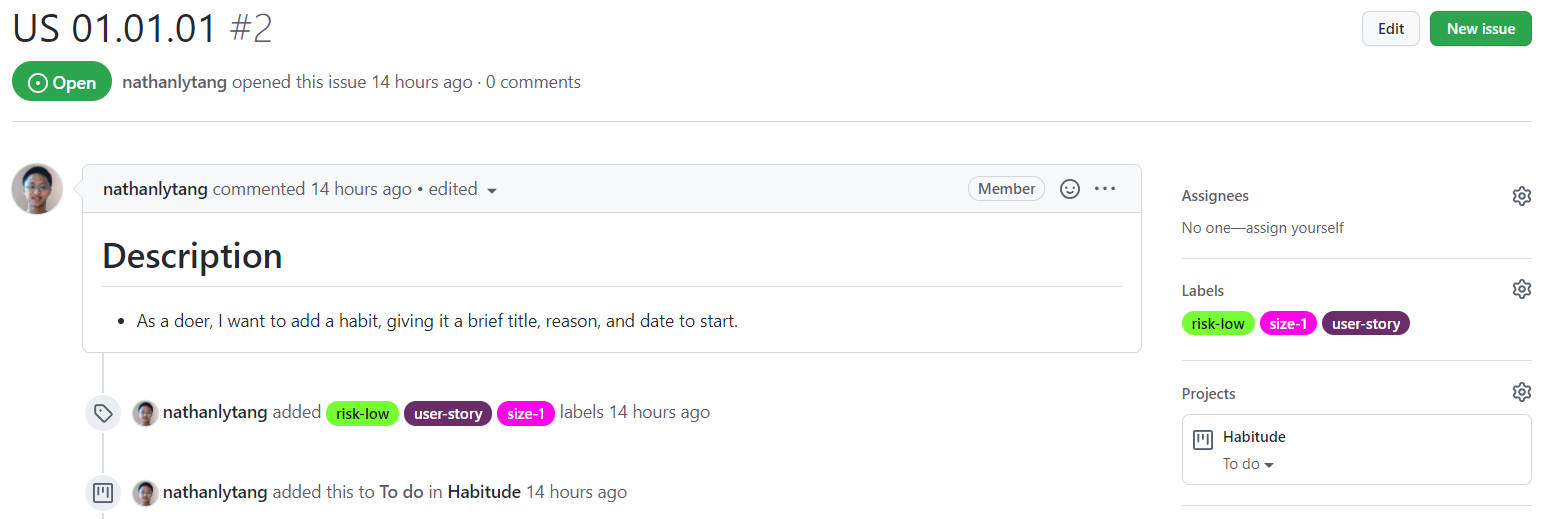 US 01.01.01 #2
Edit
New issue
Open
nathanlytang opened this issue 14 hours ago · 0 comments
nathanlytang commented 14 hours ago • edited
Member
Description
• As a doer, I want to add a habit, giving it a brief title, reason, and date to start.
nathanlytang added risk-low user-story size-1 labels 14 hours ago
nathanlytang added this to To do in Habitude 14 hours ago
Assignees
No one—assign yourself
Labels
risk-low size-1 user-story
Projects
Habitude
To do